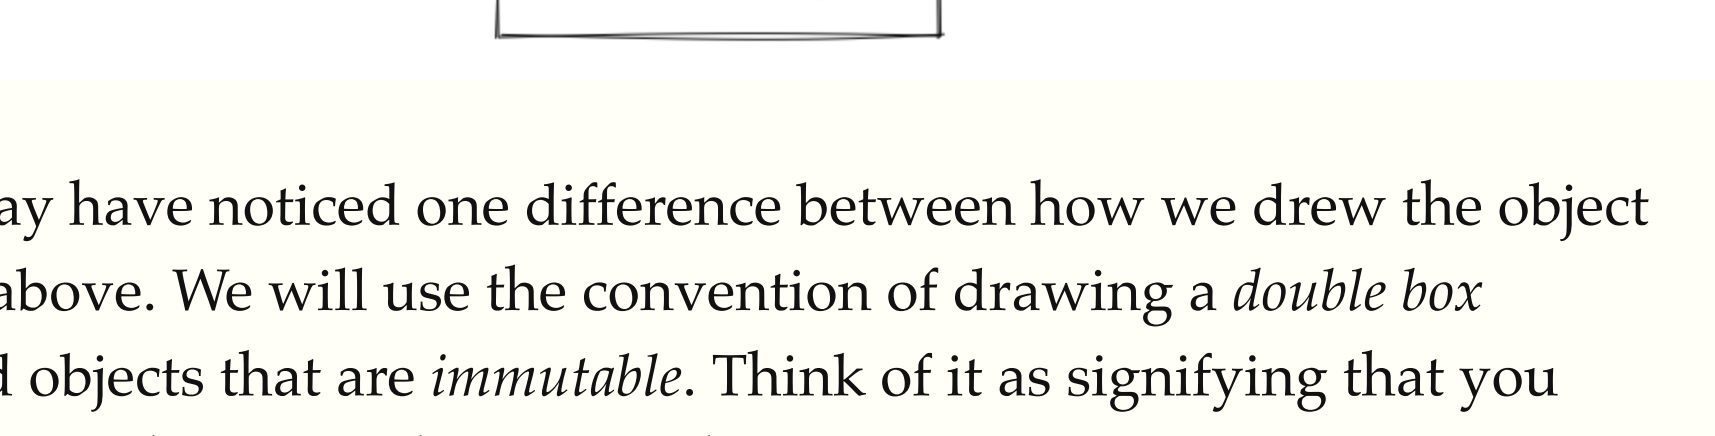 have noticed one difference between how we drew the object
above. We will use the convention of drawing a double box
objects that are immutable. Think of it as signifying that you